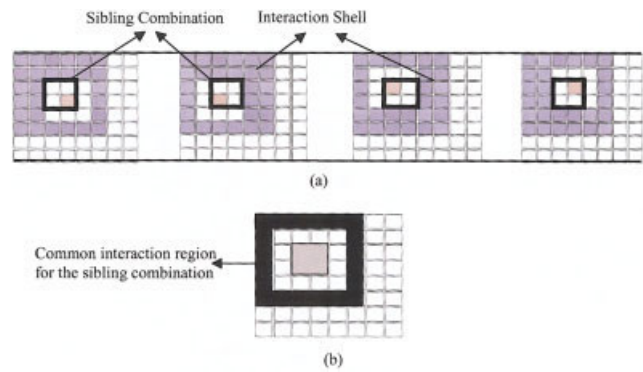 Sibling Combination
Interaction Shell
(a)
Common interaction region
for the sibling combination
(b)